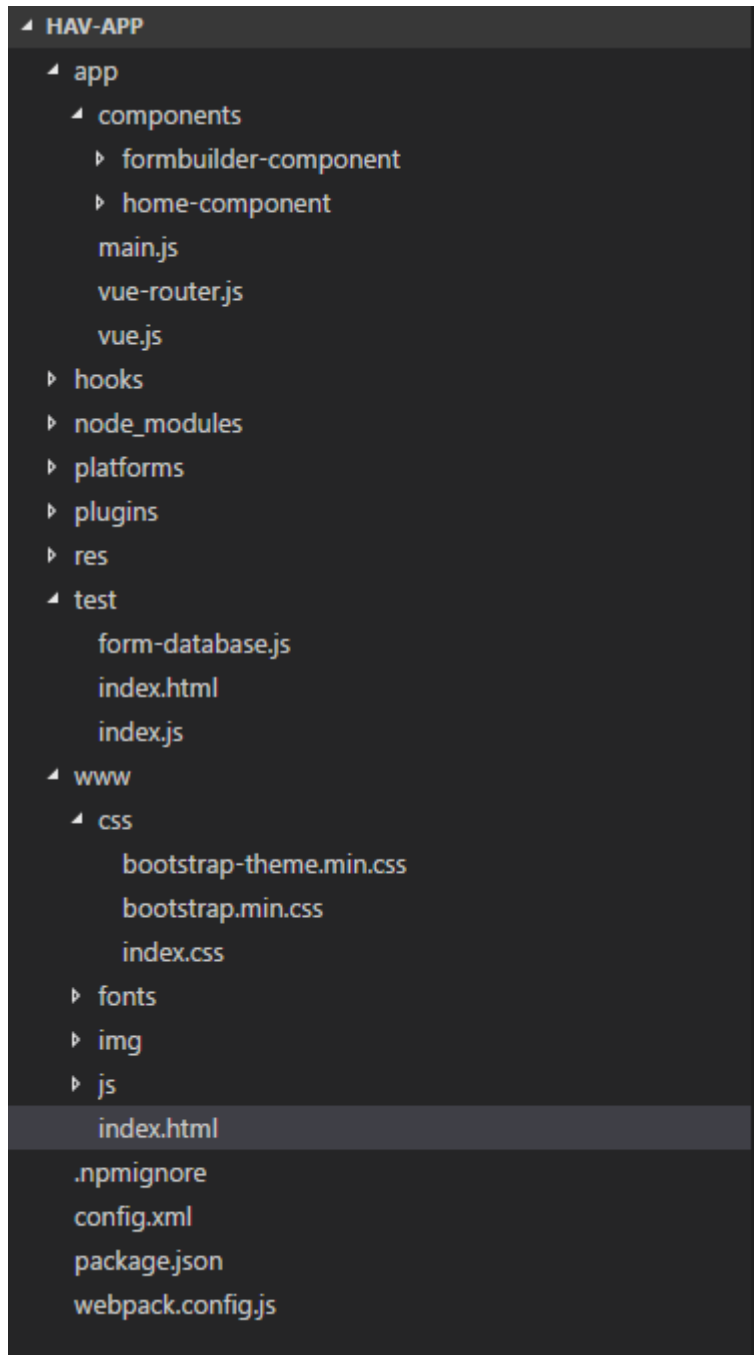 HAV-APP
app
components
formbuilder-component
home-component
main.js
vue-router.js
vue.js
hooks
node_modules
platforms
plugins
res
test
form-database.js
index.html
index.js
www
css
bootstrap-theme.min.css
bootstrap.min.css
index.css
fonts
img
js
index.html
.npmignore
config.xml
package.json
webpack.config.js